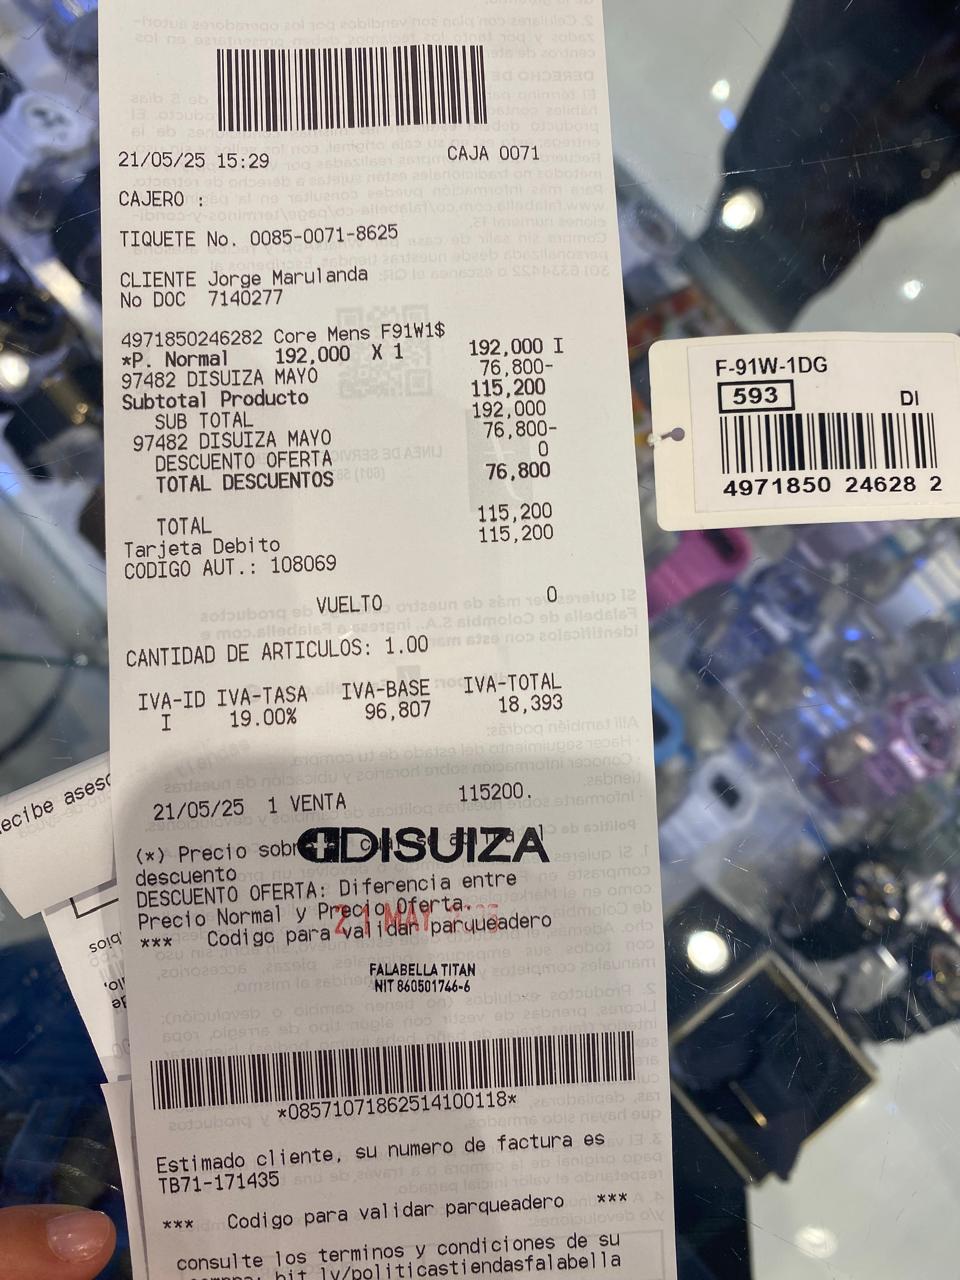 21/05/25 15:29 CAJA 0071
CAJERO :
TIQUETE No. 0085-0071-8625
CLIENTE Jorge Marulanda
No DOC 7140277
4971850246282 Core Mens F91W1$
*P. Normal 192,000 X 1 192,000 I
97482 DISUIZA MAYO 76,800-
Subtotal Producto 115,200
SUB TOTAL 192,000
97482 DISUIZA MAYO 76,800-
DESCUENTO OFERTA 0
TOTAL DESCUENTOS 76,800
TOTAL 115,200
Tarjeta Debito 115,200
CODIGO AUT.: 108069
VUELTO 0
CANTIDAD DE ARTICULOS: 1.00
IVA-ID IVA-TASA IVA-BASE IVA-TOTAL
I 19.00% 96,807 18,393
21/05/25 1 VENTA 115200.
DISUIZA
(*) Precio
descuento
DESCUENTO OFERTA: Diferencia entre
Precio Normal y Precio Oferta.
21 MAY
*** Codigo para validar parqueadero
FALABELLA TITAN
NIT 860501746-6
*08571071862514100118*
Estimado cliente, su numero de factura es
TB71-171435
*** Codigo para validar parqueadero ***
consulte los terminos y condiciones de su
bit.ly/politicastiendasfalabella
F-91W-1DG
593 DI
4971850 24628 2